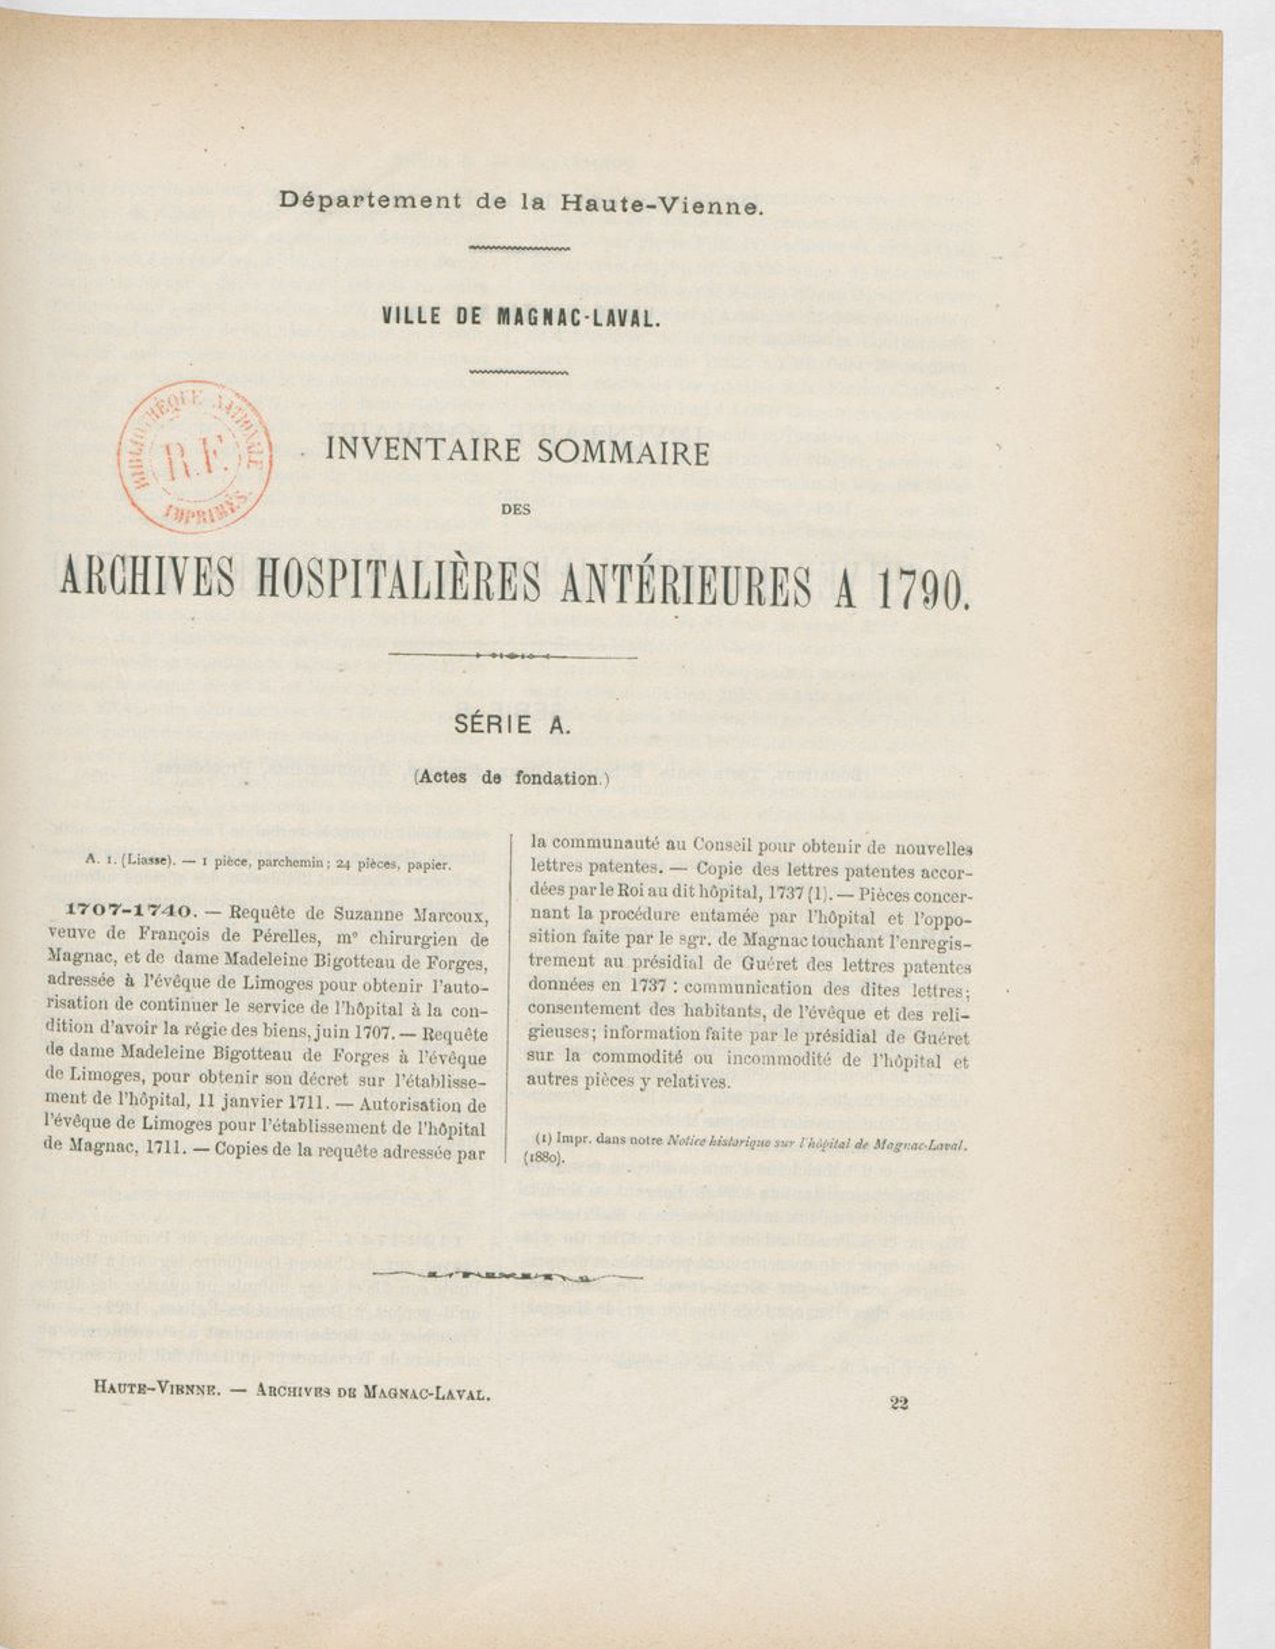 Département de la Haute-Vienne.
VILLE DE MAGNAC-LAVAL.
BIBLIOTHÈQUE NATIONALE
R.F.
IMPRIMÉS.
INVENTAIRE SOMMAIRE
DES
ARCHIVES HOSPITALIÈRES ANTÉRIEURES A 1790.
SÉRIE A.
(Actes de fondation.)
A. 1. (Liasse). — 1 pièce, parchemin; 24 pièces, papier.
1707-1740. — Requête de Suzanne Marcoux,
veuve de François de Pérelles, mᵉ chirurgien de
Magnac, et de dame Madeleine Bigotteau de Forges,
adressée à l'évêque de Limoges pour obtenir l'auto-
risation de continuer le service de l'hôpital à la con-
dition d'avoir la régie des biens, juin 1707. — Requête
de dame Madeleine Bigotteau de Forges à l'évêque
de Limoges, pour obtenir son décret sur l'établisse-
ment de l'hôpital, 11 janvier 1711. — Autorisation de
l'évêque de Limoges pour l'établissement de l'hôpital
de Magnac, 1711. — Copies de la requête adressée par
la communauté au Conseil pour obtenir de nouvelles
lettres patentes. — Copie des lettres patentes accor-
dées par le Roi au dit hôpital, 1737 (1). — Pièces concer-
nant la procédure entamée par l'hôpital et l'oppo-
sition faite par le sgr. de Magnac touchant l'enregis-
trement au présidial de Guéret des lettres patentes
données en 1737 : communication des dites lettres;
consentement des habitants, de l'évêque et des reli-
gieuses; information faite par le présidial de Guéret
sur la commodité ou incommodité de l'hôpital et
autres pièces y relatives.
(1) Impr. dans notre Notice historique sur l'hôpital de Magnac-Laval.
(1880).
HAUTE-VIENNE. — ARCHIVES DE MAGNAC-LAVAL.
22